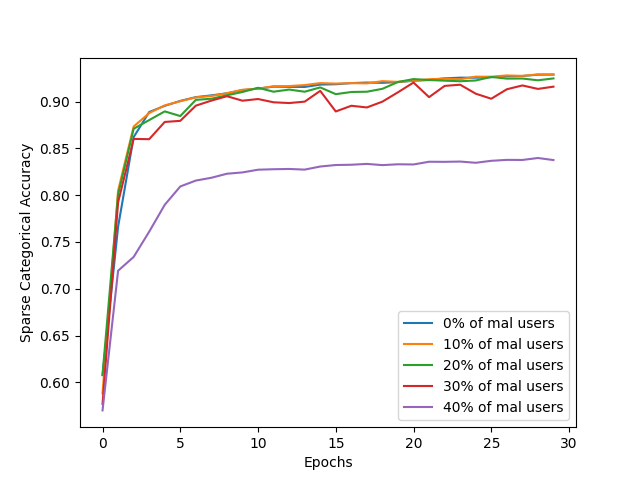 0.90
0.85
0.80
0.75
0.70
0.65
0.60
Sparse Categorical Accuracy
0% of mal users
10% of mal users
20% of mal users
30% of mal users
40% of mal users
0 5 10 15 20 25 30
Epochs